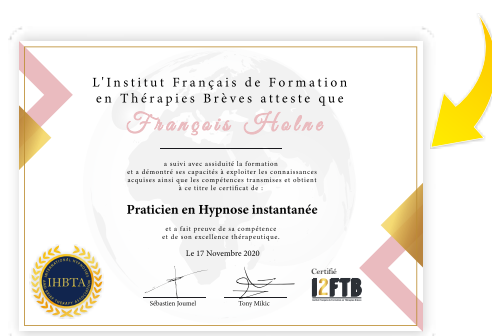 L'Institut Français de Formation
en Thérapies Brèves atteste que
François Holne
a suivi avec assiduité la formation
et a démontré ses capacités à exploiter les connaissances
acquises ainsi que les compétences transmises et obtient
à ce titre le certificat de :
Praticien en Hypnose instantanée
et a fait preuve de sa compétence
et de son excellence thérapeutique.
Le 17 Novembre 2020
IHBTA
Sébastien Joumel
Tony Mikic
Certifié
I2FTB